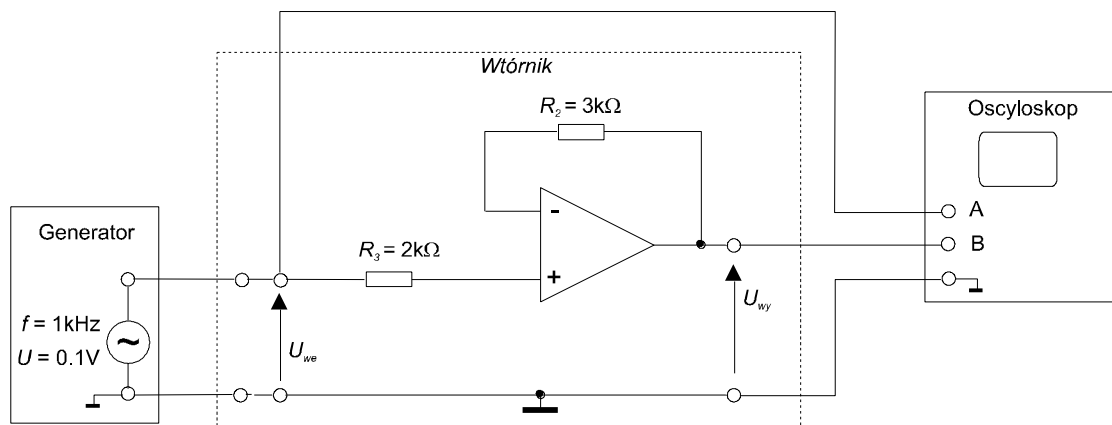 Wtórnik
R2 = 3kΩ
Oscyloskop
Generator
A
-
B
R3 = 2kΩ
+
f = 1kHz
U = 0.1V
~
Uwe
Uwy